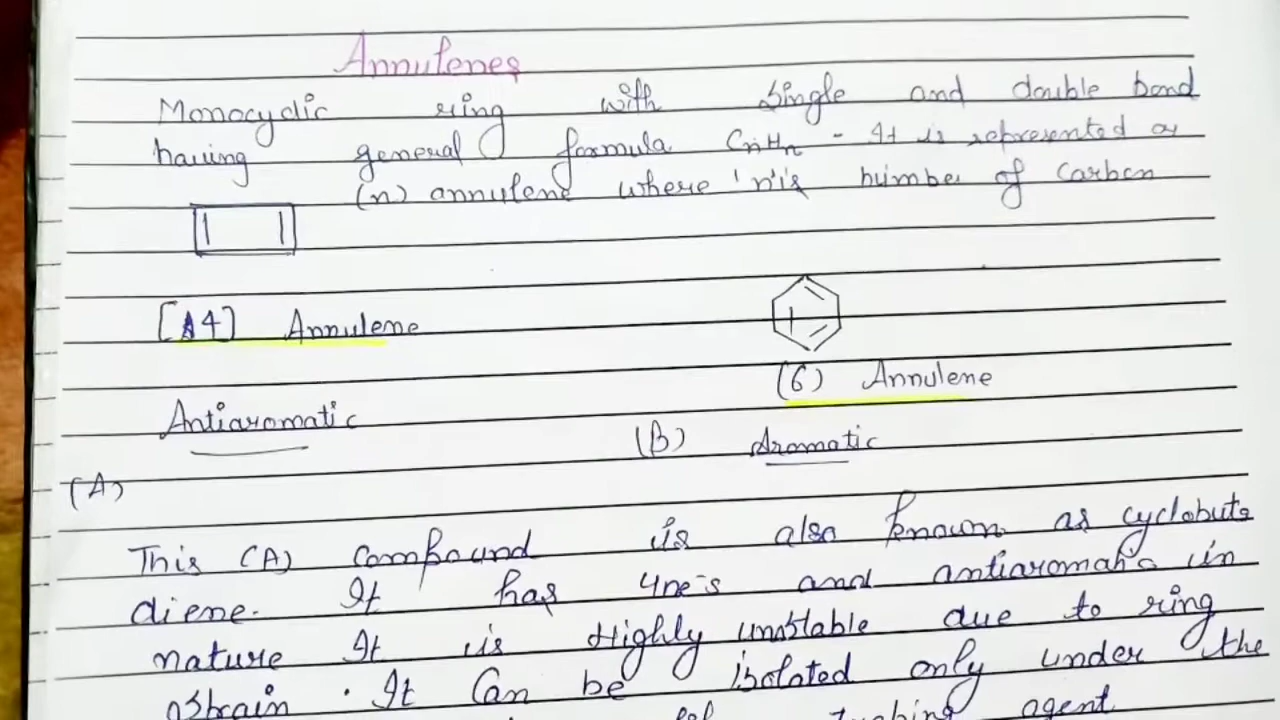 Annulenes
Monocyclic ring with single and double bond
having general formula CnHn - It is represented as
(n) annulene where 'n' is number of carbon
[4] Annulene
(6) Annulene
Antiaromatic
(B) Aromatic
(A)
This (A) compound is also known as cyclobuta
diene. It has 4πe-s and antiaromatic in
nature It is Highly unstable due to ring
strain. It Can be isolated only under the
agent